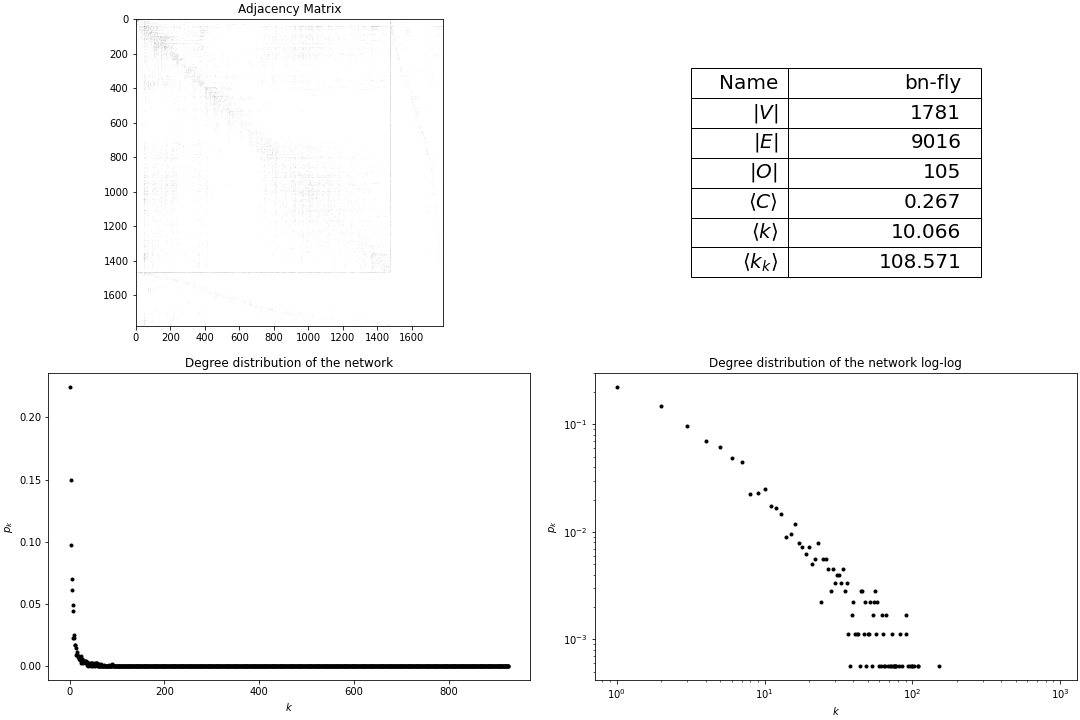 Adjacency Matrix
0
200
400
600
800
1000
1200
1400
1600
0 200 400 600 800 1000 1200 1400 1600
Name bn-fly
|V| 1781
|E| 9016
|O| 105
⟨C⟩ 0.267
⟨k⟩ 10.066
⟨k_k⟩ 108.571
Degree distribution of the network
0.20
0.15
0.10
0.05
0.00
p_k
0 200 400 600 800
k
Degree distribution of the network log-log
10^-1
10^-2
10^-3
p_k
10^0 10^1 10^2 10^3
k